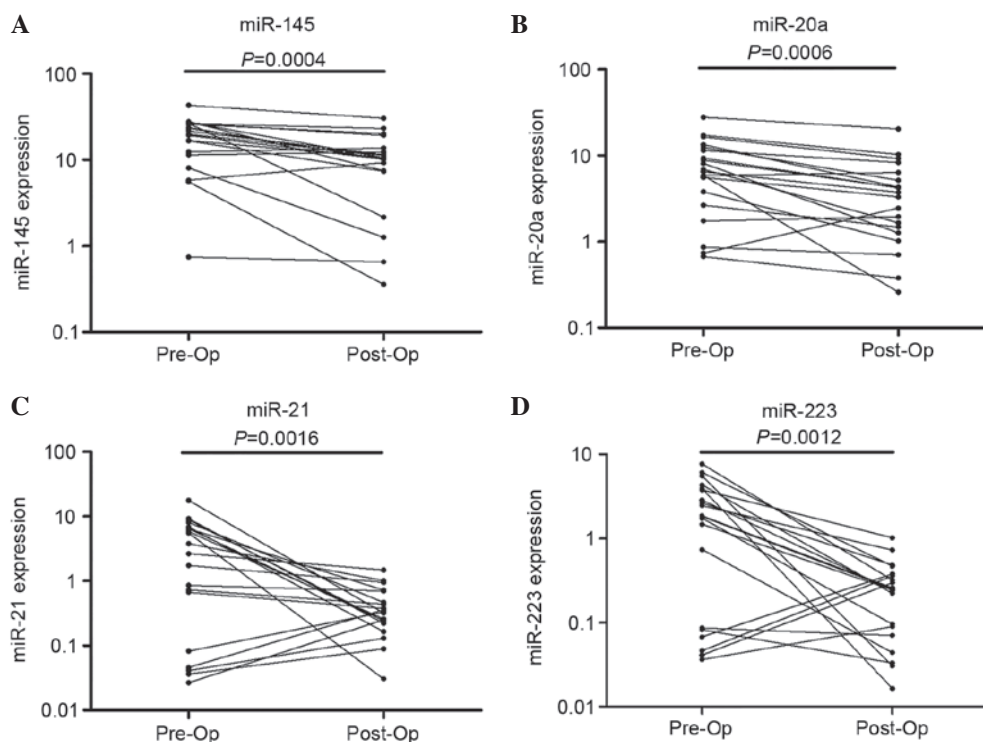 A
miR-145
P=0.0004
100
10
1
0.1
miR-145 expression
Pre-Op
Post-Op
B
miR-20a
P=0.0006
100
10
1
0.1
miR-20a expression
Pre-Op
Post-Op
C
miR-21
P=0.0016
100
10
1
0.1
0.01
miR-21 expression
Pre-Op
Post-Op
D
miR-223
P=0.0012
10
1
0.1
0.01
miR-223 expression
Pre-Op
Post-Op